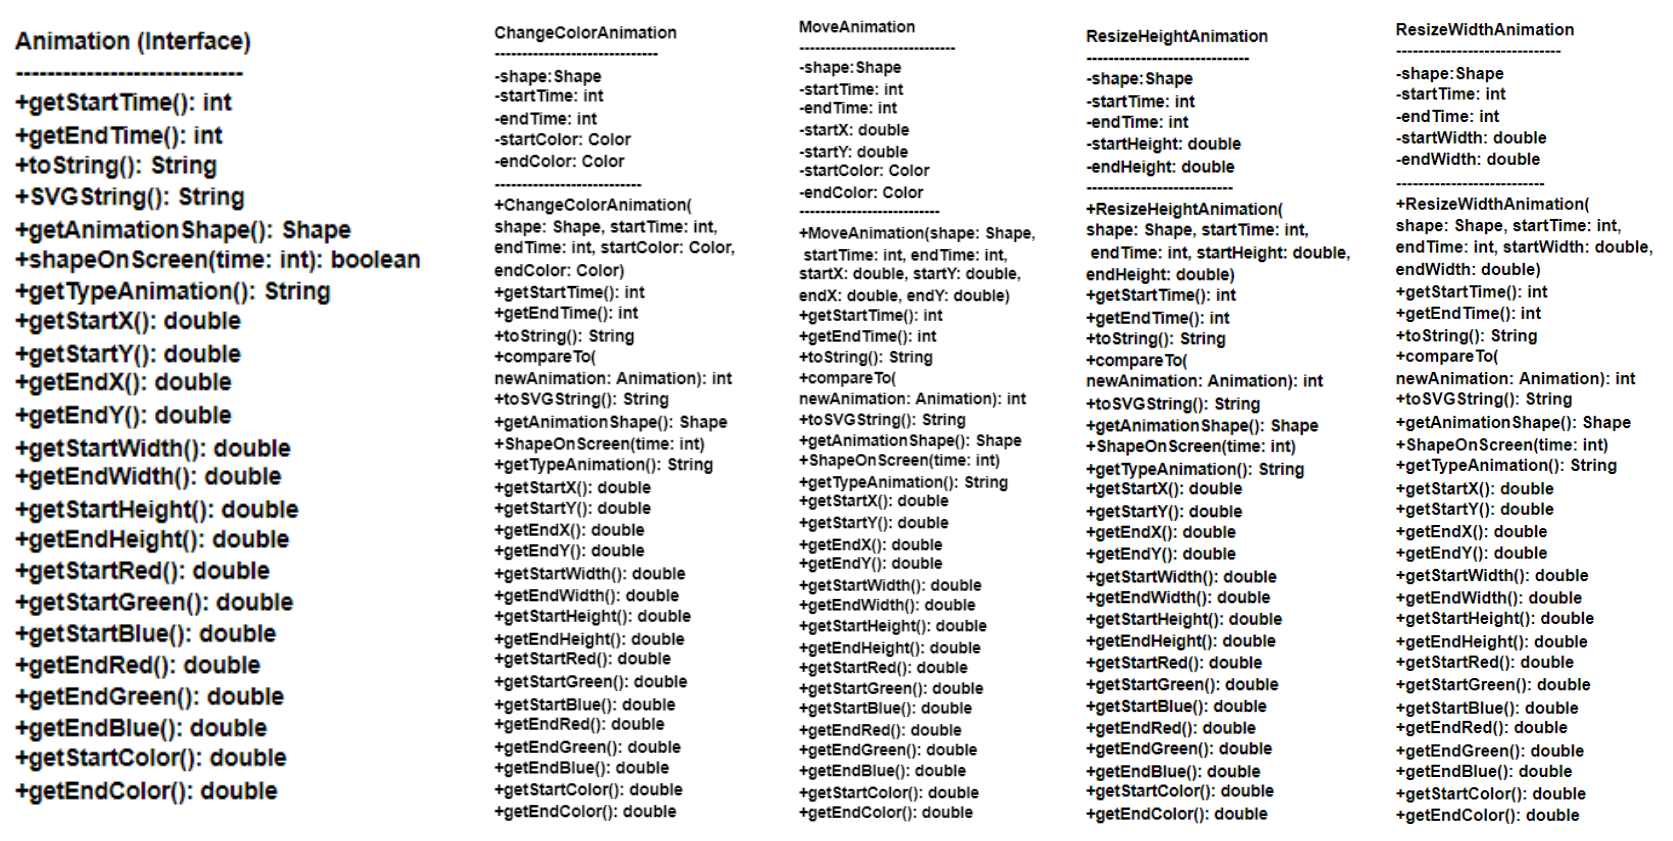 Animation (Interface)
-----------------------------
+getStartTime(): int
+getEndTime(): int
+toString(): String
+SVGString(): String
+getAnimationShape(): Shape
+shapeOnScreen(time: int): boolean
+getTypeAnimation(): String
+getStartX(): double
+getStartY(): double
+getEndX(): double
+getEndY(): double
+getStartWidth(): double
+getEndWidth(): double
+getStartHeight(): double
+getEndHeight(): double
+getStartRed(): double
+getStartGreen(): double
+getStartBlue(): double
+getEndRed(): double
+getEndGreen(): double
+getEndBlue(): double
+getStartColor(): double
+getEndColor(): double
ChangeColorAnimation
------------------------------
-shape:Shape
-startTime: int
-endTime: int
-startColor: Color
-endColor: Color
---------------------------
+ChangeColorAnimation(
shape: Shape, startTime: int,
endTime: int, startColor: Color,
endColor: Color)
+getStartTime(): int
+getEndTime(): int
+toString(): String
+compareTo(
newAnimation: Animation): int
+toSVGString(): String
+getAnimationShape(): Shape
+ShapeOnScreen(time: int)
+getTypeAnimation(): String
+getStartX(): double
+getStartY(): double
+getEndX(): double
+getEndY(): double
+getStartWidth(): double
+getEndWidth(): double
+getStartHeight(): double
+getEndHeight(): double
+getStartRed(): double
+getStartGreen(): double
+getStartBlue(): double
+getEndRed(): double
+getEndGreen(): double
+getEndBlue(): double
+getStartColor(): double
+getEndColor(): double
MoveAnimation
-----------------------------
-shape:Shape
-startTime: int
-endTime: int
-startX: double
-startY: double
-startColor: Color
-endColor: Color
--------------------------
+MoveAnimation(shape: Shape,
startTime: int, endTime: int,
startX: double, startY: double,
endX: double, endY: double)
+getStartTime(): int
+getEndTime(): int
+toString(): String
+compareTo(
newAnimation: Animation): int
+toSVGString(): String
+getAnimationShape(): Shape
+ShapeOnScreen(time: int)
+getTypeAnimation(): String
+getStartX(): double
+getStartY(): double
+getEndX(): double
+getEndY(): double
+getStartWidth(): double
+getEndWidth(): double
+getStartHeight(): double
+getEndHeight(): double
+getStartRed(): double
+getStartGreen(): double
+getStartBlue(): double
+getEndRed(): double
+getEndGreen(): double
+getEndBlue(): double
+getStartColor(): double
+getEndColor(): double
ResizeHeightAnimation
------------------------------
-shape:Shape
-startTime: int
-endTime: int
-startHeight: double
-endHeight: double
---------------------------
+ResizeHeightAnimation(
shape: Shape, startTime: int,
endTime: int, startHeight: double,
endHeight: double)
+getStartTime(): int
+getEndTime(): int
+toString(): String
+compareTo(
newAnimation: Animation): int
+toSVGString(): String
+getAnimationShape(): Shape
+ShapeOnScreen(time: int)
+getTypeAnimation(): String
+getStartX(): double
+getStartY(): double
+getEndX(): double
+getEndY(): double
+getStartWidth(): double
+getEndWidth(): double
+getStartHeight(): double
+getEndHeight(): double
+getStartRed(): double
+getStartGreen(): double
+getStartBlue(): double
+getEndRed(): double
+getEndGreen(): double
+getEndBlue(): double
+getStartColor(): double
+getEndColor(): double
ResizeWidthAnimation
------------------------------
-shape:Shape
-startTime: int
-endTime: int
-startWidth: double
-endWidth: double
---------------------------
+ResizeWidthAnimation(
shape: Shape, startTime: int,
endTime: int, startWidth: double,
endWidth: double)
+getStartTime(): int
+getEndTime(): int
+toString(): String
+compareTo(
newAnimation: Animation): int
+toSVGString(): String
+getAnimationShape(): Shape
+ShapeOnScreen(time: int)
+getTypeAnimation(): String
+getStartX(): double
+getStartY(): double
+getEndX(): double
+getEndY(): double
+getStartWidth(): double
+getEndWidth(): double
+getStartHeight(): double
+getEndHeight(): double
+getStartRed(): double
+getStartGreen(): double
+getStartBlue(): double
+getEndRed(): double
+getEndGreen(): double
+getEndBlue(): double
+getStartColor(): double
+getEndColor(): double